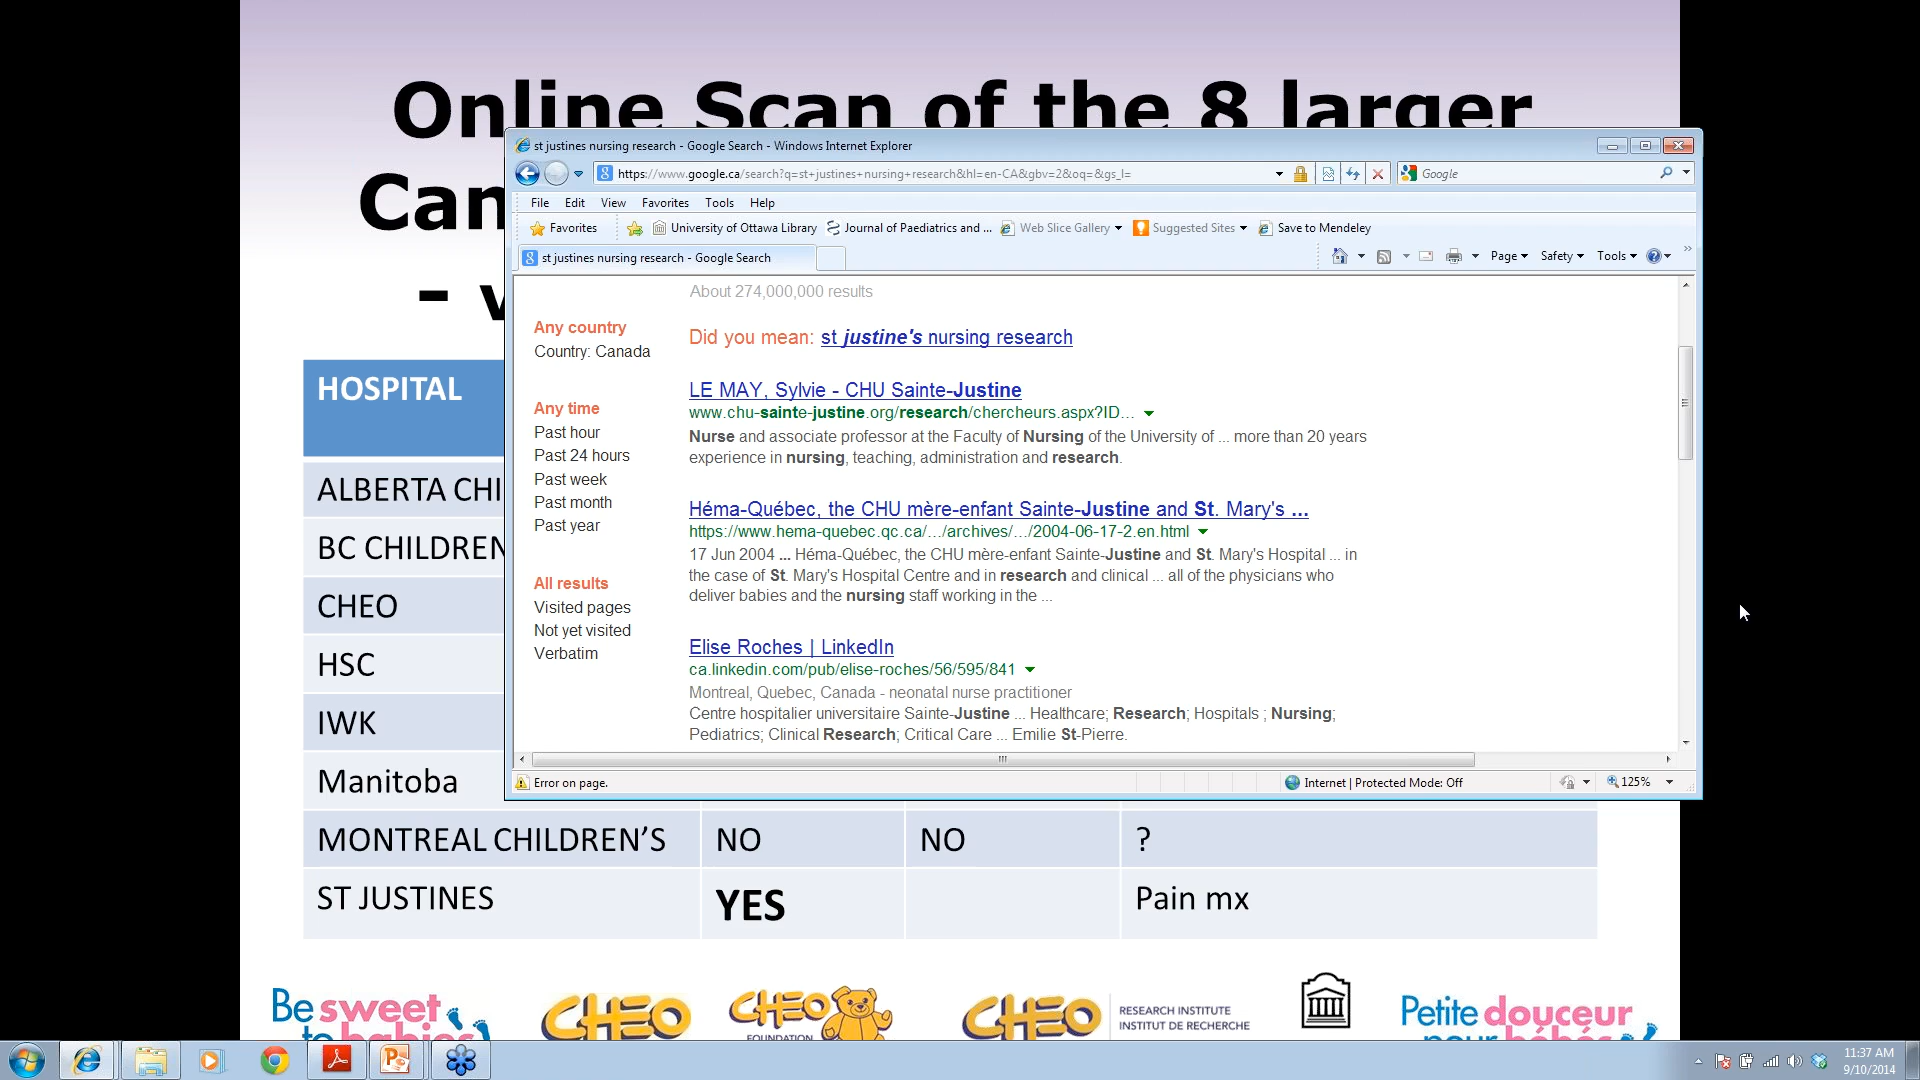 Online Scan of the 8 larger
Can
-
st justines nursing research - Google Search - Windows Internet Explorer
https://www.google.ca/search?q=st+justines+nursing+research&hl=en-CA&gbv=2&oq=&gs_l=
Google
File Edit View Favorites Tools Help
Favorites University of Ottawa Library Journal of Paediatrics and ... Web Slice Gallery Suggested Sites Save to Mendeley
st justines nursing research - Google Search
Page Safety Tools
About 274,000,000 results
Any country
Country: Canada
Any time
Past hour
Past 24 hours
Past week
Past month
Past year
All results
Visited pages
Not yet visited
Verbatim
Did you mean: st justine's nursing research
LE MAY, Sylvie - CHU Sainte-Justine
www.chu-sainte-justine.org/research/chercheurs.aspx?ID...
Nurse and associate professor at the Faculty of Nursing of the University of ... more than 20 years
experience in nursing, teaching, administration and research.
Héma-Québec, the CHU mère-enfant Sainte-Justine and St. Mary's ...
https://www.hema-quebec.qc.ca/.../archives/.../2004-06-17-2.en.html
17 Jun 2004 ... Héma-Québec, the CHU mère-enfant Sainte-Justine and St. Mary's Hospital ... in
the case of St. Mary's Hospital Centre and in research and clinical ... all of the physicians who
deliver babies and the nursing staff working in the ...
Elise Roches | LinkedIn
ca.linkedin.com/pub/elise-roches/56/595/841
Montreal, Quebec, Canada - neonatal nurse practitioner
Centre hospitalier universitaire Sainte-Justine ... Healthcare; Research; Hospitals ; Nursing;
Pediatrics; Clinical Research; Critical Care ... Emilie St-Pierre.
Error on page.
Internet | Protected Mode: Off
125%
HOSPITAL
ALBERTA CHI
BC CHILDREN
CHEO
HSC
IWK
Manitoba
MONTREAL CHILDREN'S NO NO ?
ST JUSTINES YES Pain mx
Be sweet
to babies
CHEO
CHEO
FOUNDATION
CHEO
RESEARCH INSTITUTE
INSTITUT DE RECHERCHE
Petite douceur
pour bébés
11:37 AM
9/10/2014